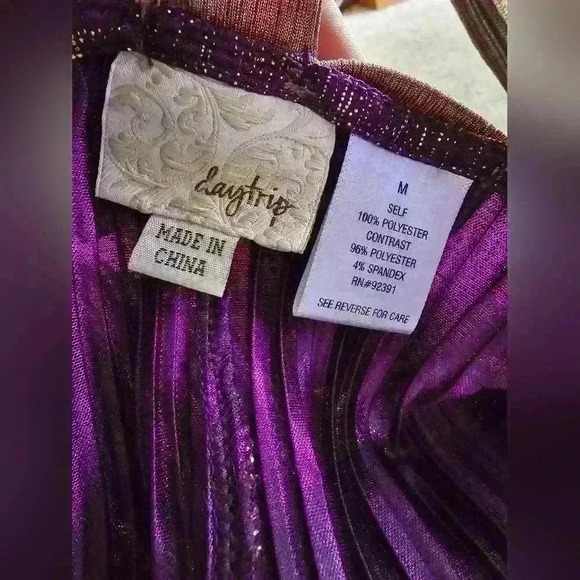 daytrip
MADE IN
CHINA
M
SELF
100% POLYESTER
CONTRAST
96% POLYESTER
4% SPANDEX
RN#92391
SEE REVERSE FOR CARE